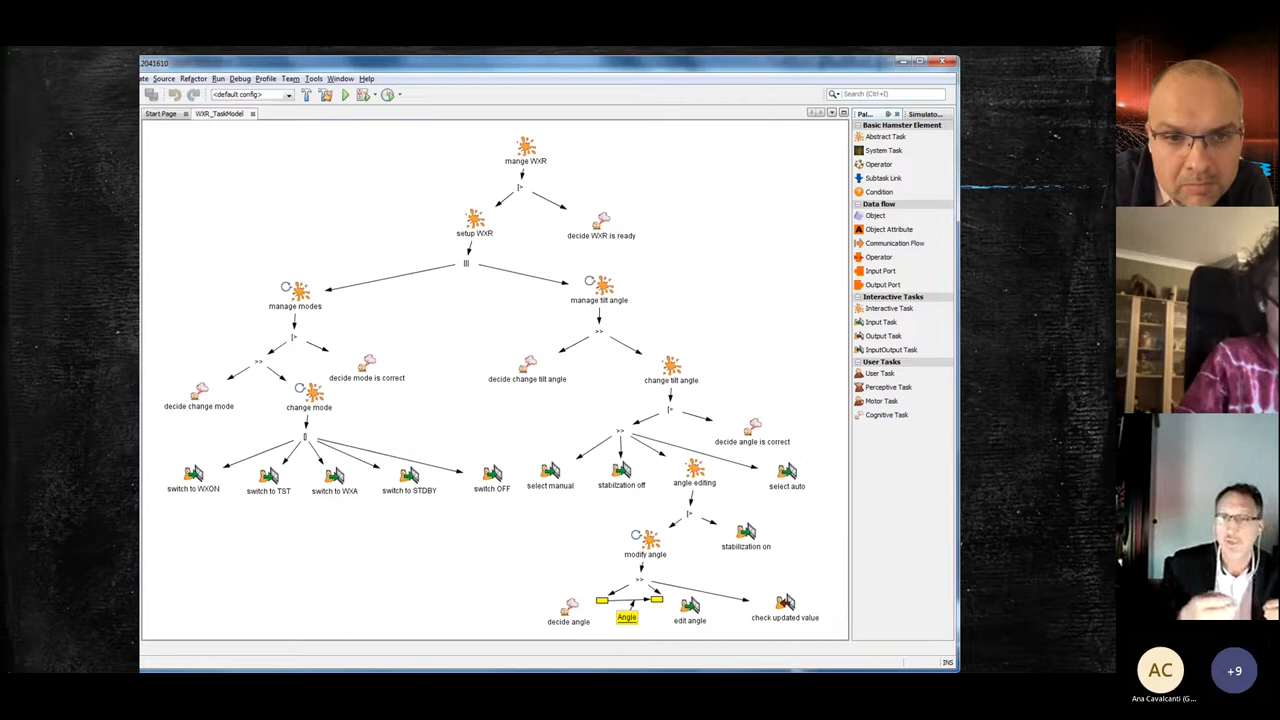 2041610
ate Source Refactor Run Debug Profile Team Tools Window Help
<default config>
Search (Ctrl+I)
Start Page
WXR_TaskModel
Pal...
Simulato...
mange WXR
[>
setup WXR
decide WXR is ready
|||
manage modes
manage tilt angle
[>
>>
>>
decide mode is correct
decide change tilt angle
change tilt angle
decide change mode
change mode
[>
>>
decide angle is correct
[]
switch to WXON
switch to TST
switch to WXA
switch to STDBY
switch OFF
select manual
stabilzation off
angle editing
select auto
[>
modify angle
stabilization on
>>
decide angle
Angle
edit angle
check updated value
Basic Hamster Element
Abstract Task
System Task
Operator
Subtask Link
Condition
Data flow
Object
Object Attribute
Communication Flow
Operator
Input Port
Output Port
Interactive Tasks
Interactive Task
Input Task
Output Task
InputOutput Task
User Tasks
User Task
Perceptive Task
Motor Task
Cognitive Task
INS
AC
Ana Cavalcanti (G...
+9